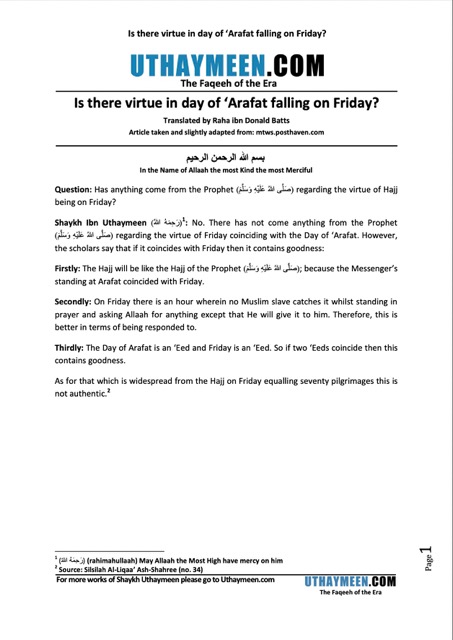 Is there virtue in day of ‘Arafat falling on Friday?
UTHAYMEEN.COM
The Faqeeh of the Era
Is there virtue in day of ‘Arafat falling on Friday?
Translated by Raha ibn Donald Batts
Article taken and slightly adapted from: mtws.posthaven.com
بسم الله الرحمن الرحيم
In the Name of Allaah the most Kind the most Merciful
Question: Has anything come from the Prophet (صَلَّى اللهُ عَلَيْهِ وَسَلَّمَ) regarding the virtue of Hajj
being on Friday?
Shaykh Ibn Uthaymeen (رَحِمَهُ اللهُ)1: No. There has not come anything from the Prophet
(صَلَّى اللهُ عَلَيْهِ وَسَلَّمَ) regarding the virtue of Friday coinciding with the Day of ‘Arafat. However,
the scholars say that if it coincides with Friday then it contains goodness:
Firstly: The Hajj will be like the Hajj of the Prophet (صَلَّى اللهُ عَلَيْهِ وَسَلَّمَ); because the Messenger’s
standing at Arafat coincided with Friday.
Secondly: On Friday there is an hour wherein no Muslim slave catches it whilst standing in
prayer and asking Allaah for anything except that He will give it to him. Therefore, this is
better in terms of being responded to.
Thirdly: The Day of Arafat is an ‘Eed and Friday is an ‘Eed. So if two ‘Eeds coincide then this
contains goodness.
As for that which is widespread from the Hajj on Friday equalling seventy pilgrimages this is
not authentic.2
1 (رَحِمَهُ اللهُ) (rahimahullaah) May Allaah the Most High have mercy on him
2 Source: Silsilah Al-Liqaa’ Ash-Shahree (no. 34)
For more works of Shaykh Uthaymeen please go to Uthaymeen.com
UTHAYMEEN.COM
The Faqeeh of the Era
Page 1